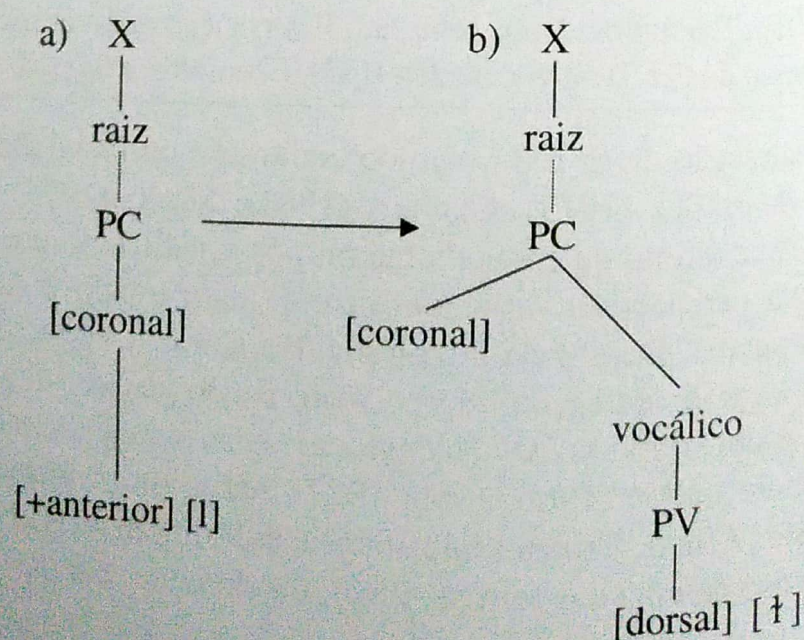 a) X
raiz
PC
[coronal]
[+anterior] [l]
b) X
raiz
PC
[coronal]
vocálico
PV
[dorsal] [ɫ]